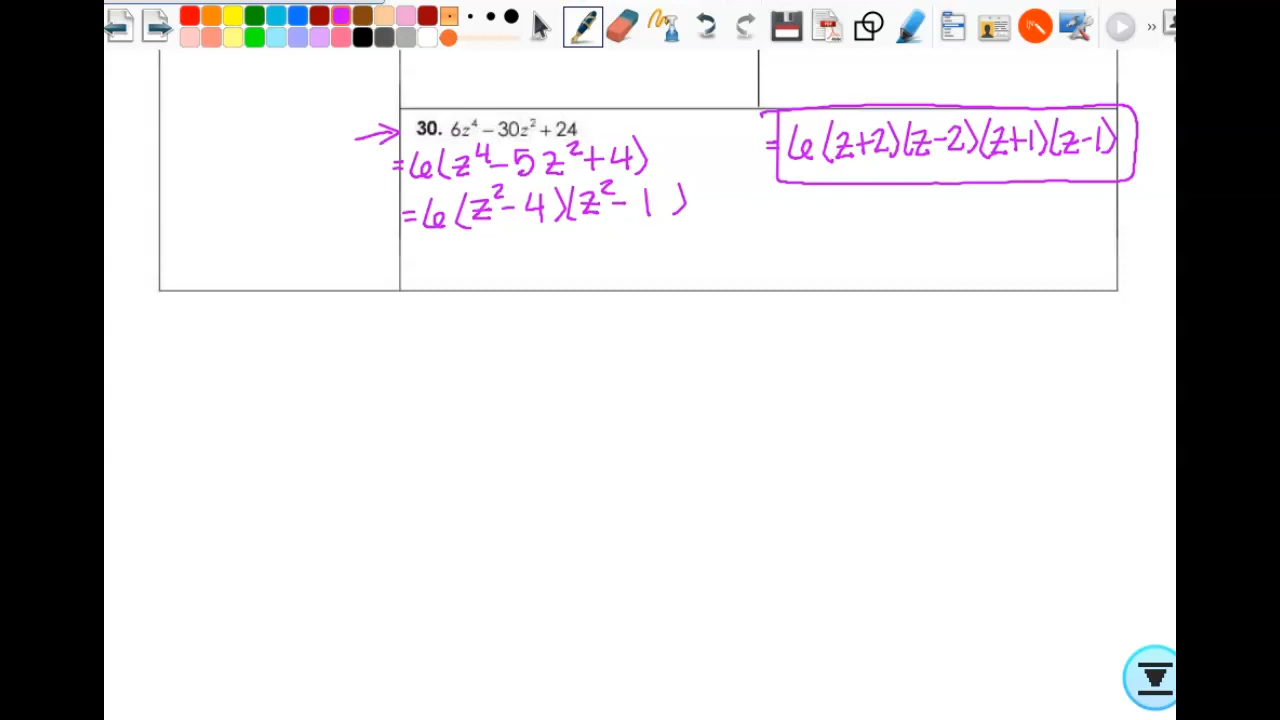 30. 6z⁴ – 30z² + 24
= 6(z⁴ – 5z² + 4)
= 6(z² – 4)(z² – 1)
= 6(z+2)(z–2)(z+1)(z–1)